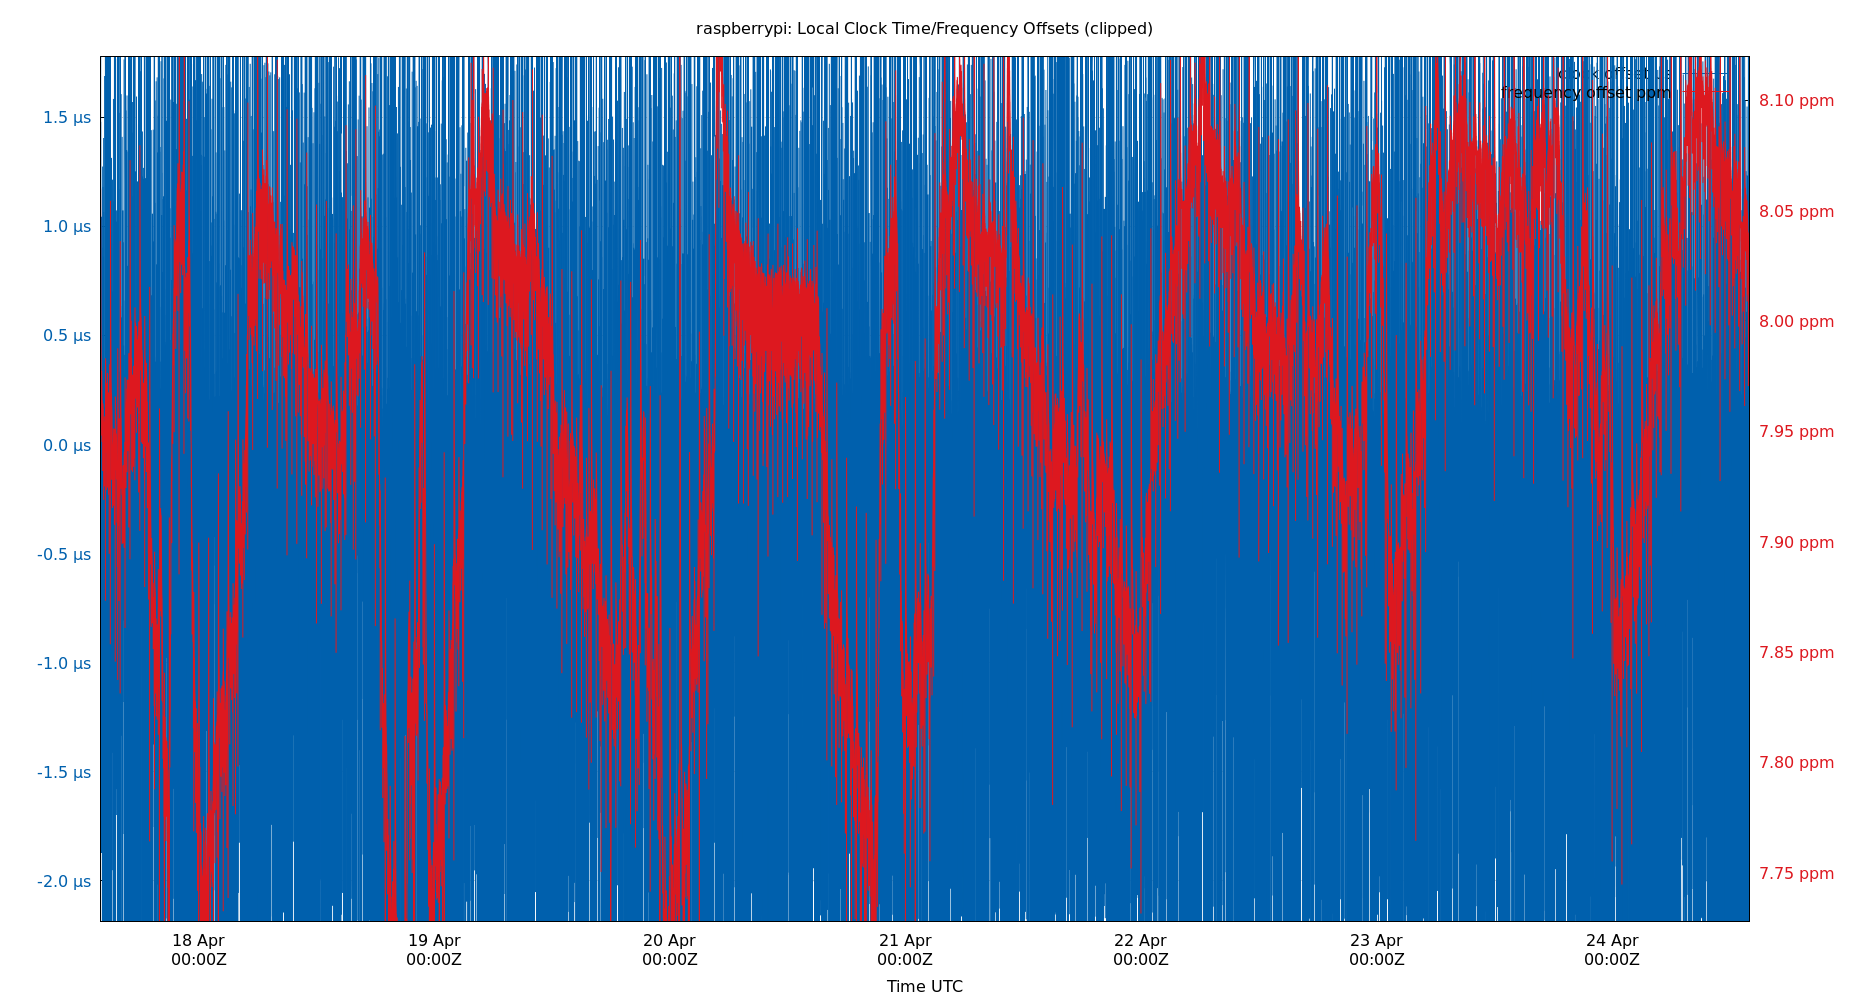 raspberrypi: Local Clock Time/Frequency Offsets (clipped)
clock offset us
frequency offset ppm
1.5 μs
1.0 μs
0.5 μs
0.0 μs
-0.5 μs
-1.0 μs
-1.5 μs
-2.0 μs
8.10 ppm
8.05 ppm
8.00 ppm
7.95 ppm
7.90 ppm
7.85 ppm
7.80 ppm
7.75 ppm
18 Apr 19 Apr 20 Apr 21 Apr 22 Apr 23 Apr 24 Apr
00:00Z 00:00Z 00:00Z 00:00Z 00:00Z 00:00Z 00:00Z
Time UTC